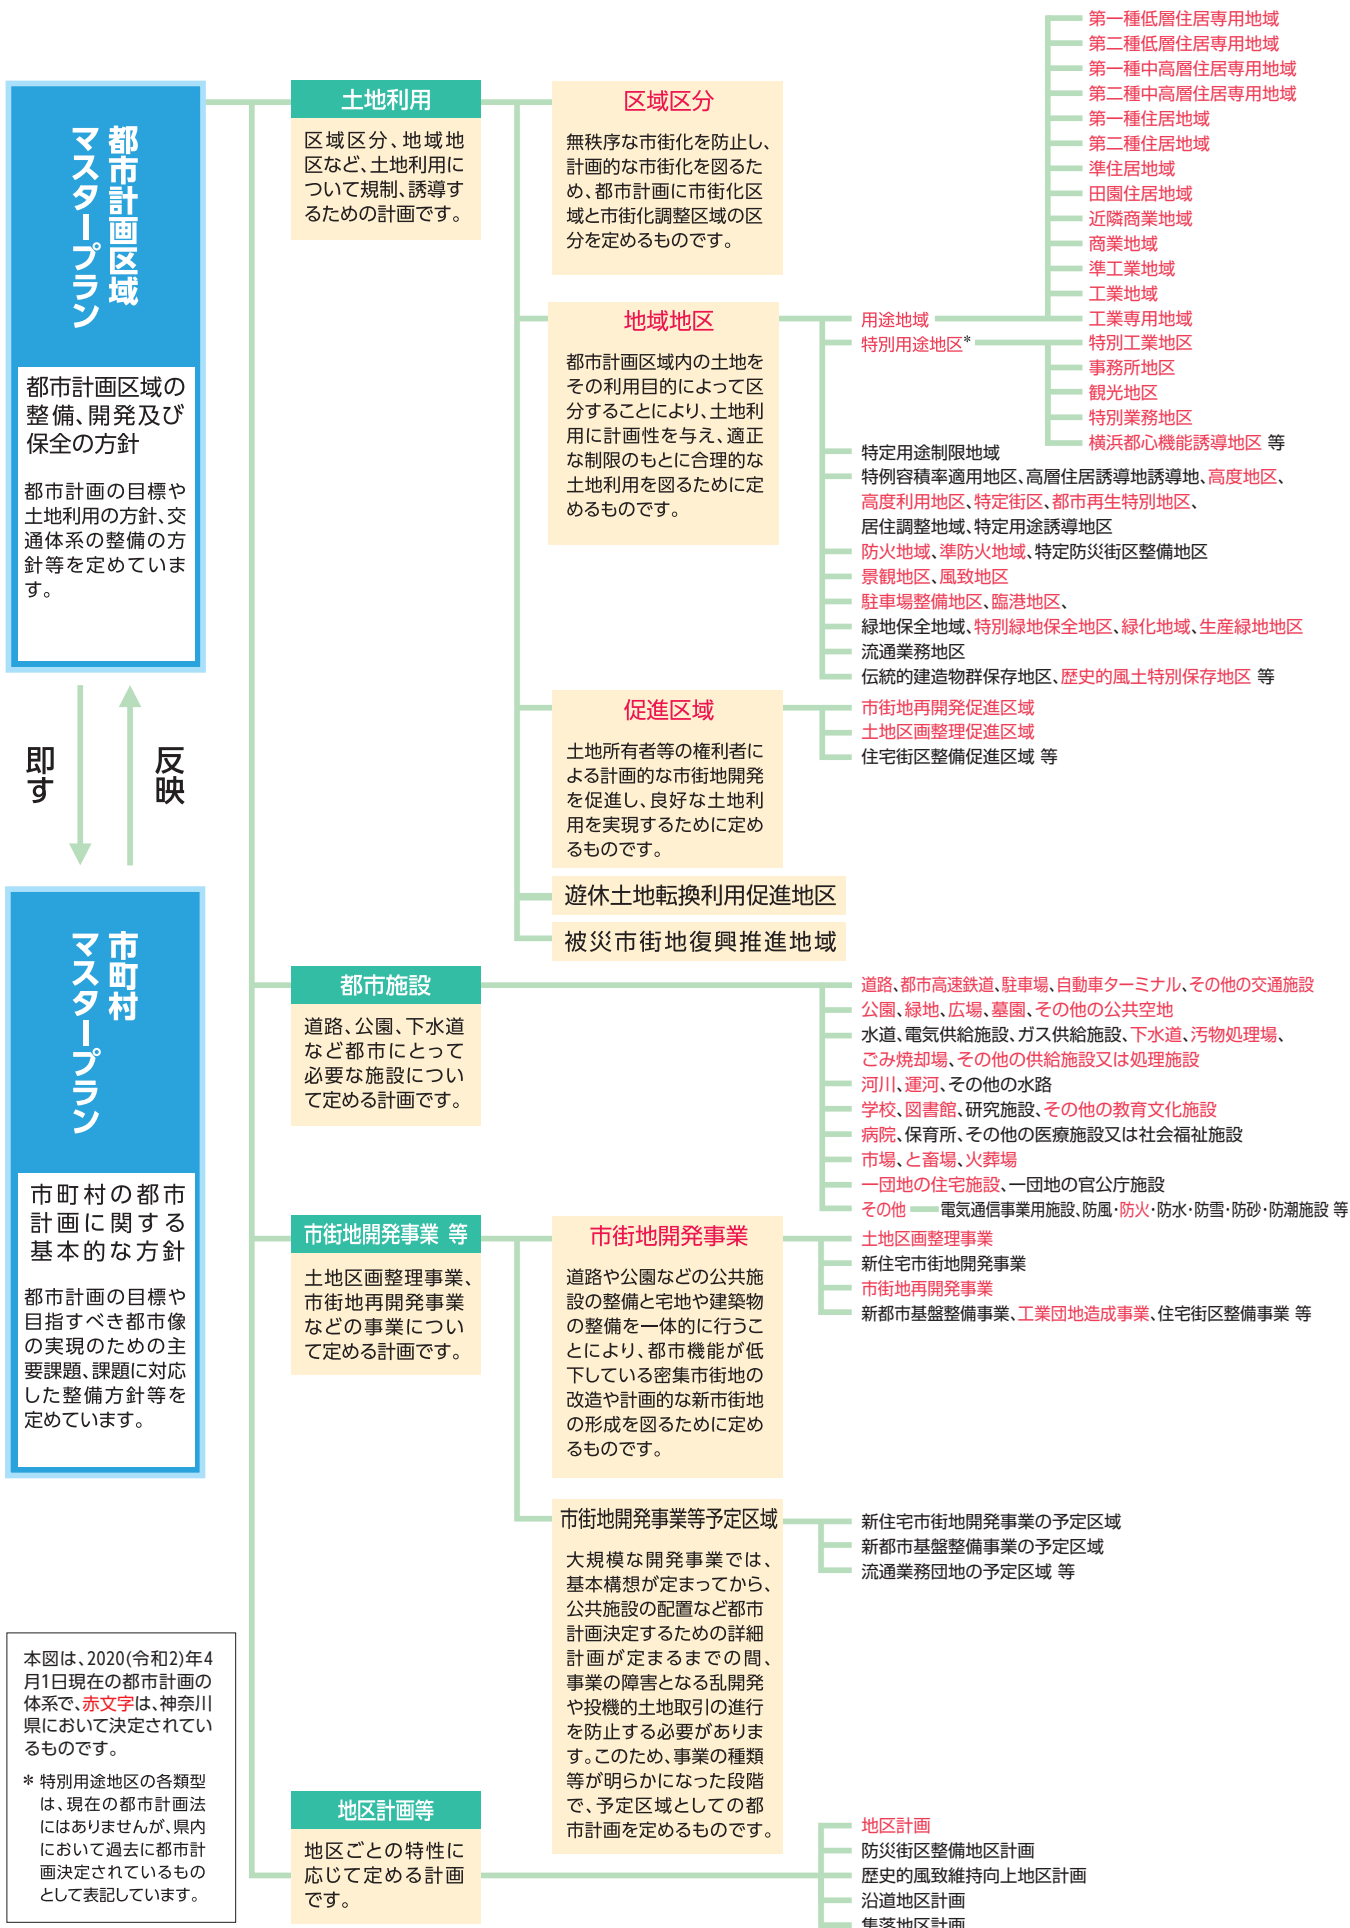 都市計画区域
マスタープラン
都市計画区域の
整備、開発及び
保全の方針
都市計画の目標や
土地利用の方針、交
通体系の整備の方
針等を定めていま
す。
即す
反映
市町村
マスタープラン
市町村の都市
計画に関する
基本的な方針
都市計画の目標や
目指すべき都市像
の実現のための主
要課題、課題に対応
した整備方針等を
定めています。
本図は、2020(令和2)年4
月1日現在の都市計画の
体系で、赤文字は、神奈川
県において決定されてい
るものです。
* 特別用途地区の各類型
は、現在の都市計画法
にはありませんが、県内
において過去に都市計
画決定されているもの
として表記しています。
土地利用
区域区分、地域地
区など、土地利用に
ついて規制、誘導す
るための計画です。
区域区分
無秩序な市街化を防止し、
計画的な市街化を図るた
め、都市計画に市街化区
域と市街化調整区域の区
分を定めるものです。
地域地区
都市計画区域内の土地を
その利用目的によって区
分することにより、土地利
用に計画性を与え、適正
な制限のもとに合理的な
土地利用を図るために定
めるものです。
用途地域
第一種低層住居専用地域
第二種低層住居専用地域
第一種中高層住居専用地域
第二種中高層住居専用地域
第一種住居地域
第二種住居地域
準住居地域
田園住居地域
近隣商業地域
商業地域
準工業地域
工業地域
工業専用地域
特別用途地区*
特別工業地区
事務所地区
観光地区
特別業務地区
横浜都心機能誘導地区 等
特定用途制限地域
特例容積率適用地区、高層住居誘導地誘導地、高度地区、
高度利用地区、特定街区、都市再生特別地区、
居住調整地域、特定用途誘導地区
防火地域、準防火地域、特定防災街区整備地区
景観地区、風致地区
駐車場整備地区、臨港地区、
緑地保全地域、特別緑地保全地区、緑化地域、生産緑地地区
流通業務地区
伝統的建造物群保存地区、歴史的風土特別保存地区 等
促進区域
土地所有者等の権利者に
よる計画的な市街地開発
を促進し、良好な土地利
用を実現するために定め
るものです。
市街地再開発促進区域
土地区画整理促進区域
住宅街区整備促進区域 等
遊休土地転換利用促進地区
被災市街地復興推進地域
都市施設
道路、公園、下水道
など都市にとって
必要な施設につい
て定める計画です。
道路、都市高速鉄道、駐車場、自動車ターミナル、その他の交通施設
公園、緑地、広場、墓園、その他の公共空地
水道、電気供給施設、ガス供給施設、下水道、汚物処理場、
ごみ焼却場、その他の供給施設又は処理施設
河川、運河、その他の水路
学校、図書館、研究施設、その他の教育文化施設
病院、保育所、その他の医療施設又は社会福祉施設
市場、と畜場、火葬場
一団地の住宅施設、一団地の官公庁施設
その他 電気通信事業用施設、防風・防火・防水・防雪・防砂・防潮施設 等
市街地開発事業 等
土地区画整理事業、
市街地再開発事業
などの事業につい
て定める計画です。
市街地開発事業
道路や公園などの公共施
設の整備と宅地や建築物
の整備を一体的に行うこ
とにより、都市機能が低
下している密集市街地の
改造や計画的な新市街地
の形成を図るために定め
るものです。
土地区画整理事業
新住宅市街地開発事業
市街地再開発事業
新都市基盤整備事業、工業団地造成事業、住宅街区整備事業 等
市街地開発事業等予定区域
大規模な開発事業では、
基本構想が定まってから、
公共施設の配置など都市
計画決定するための詳細
計画が定まるまでの間、
事業の障害となる乱開発
や投機的土地取引の進行
を防止する必要がありま
す。このため、事業の種類
等が明らかになった段階
で、予定区域としての都
市計画を定めるものです。
新住宅市街地開発事業の予定区域
新都市基盤整備事業の予定区域
流通業務団地の予定区域 等
地区計画等
地区ごとの特性に
応じて定める計画
です。
地区計画
防災街区整備地区計画
歴史的風致維持向上地区計画
沿道地区計画
集落地区計画